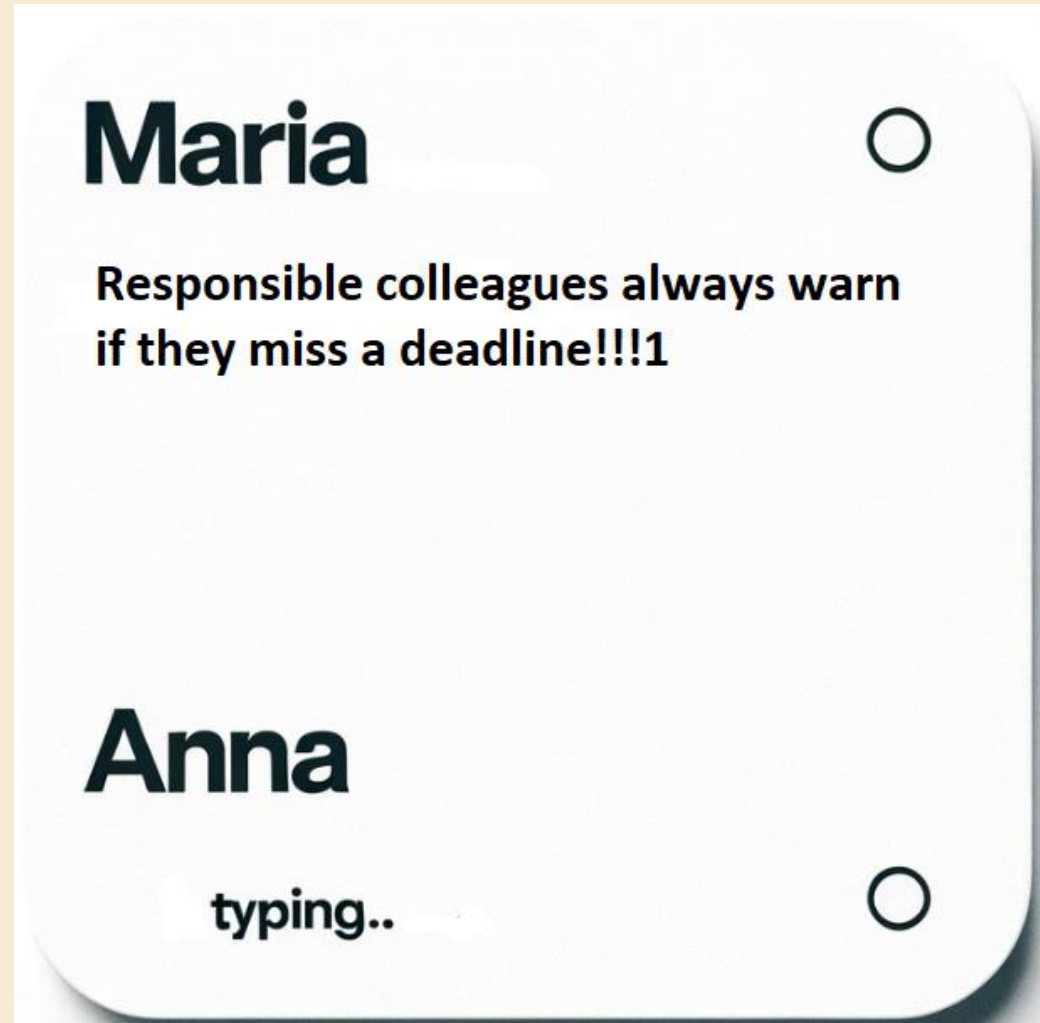 Maria
Responsible colleagues always warn
if they miss a deadline!!!1
Anna
typing..